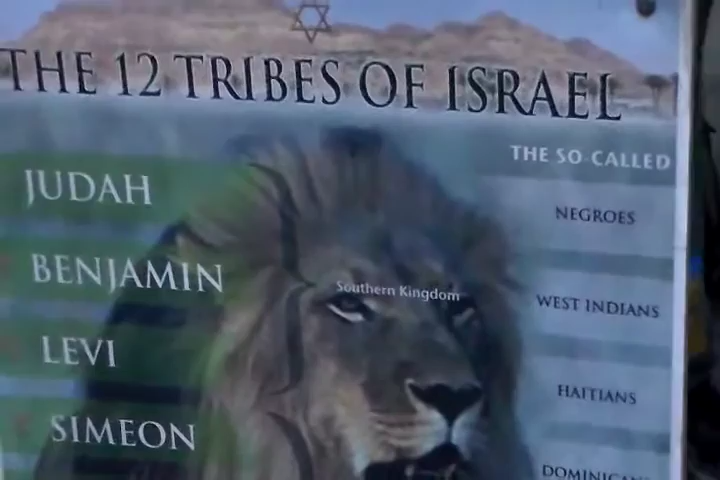 THE 12 TRIBES OF ISRAEL
THE SO CALLED
JUDAH
NEGROES
BENJAMIN
Southern Kingdom
WEST INDIANS
LEVI
HAITIANS
SIMEON